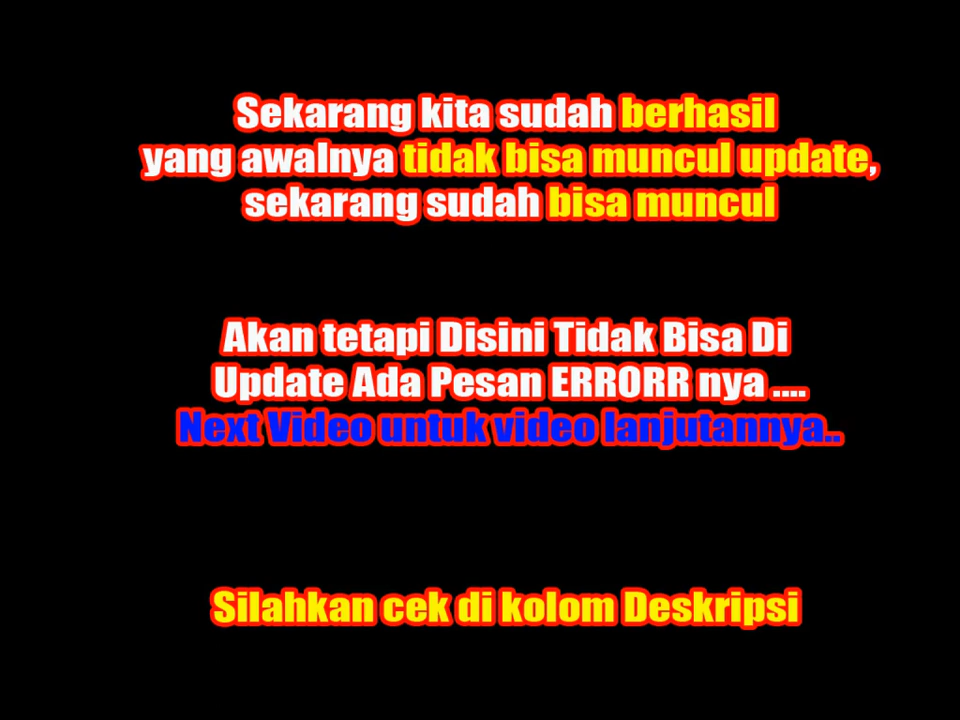 Sekarang kita sudah berhasil
yang awalnya tidak bisa muncul update,
sekarang sudah bisa muncul
Akan tetapi Disini Tidak Bisa Di
Update Ada Pesan ERRORR nya ....
Next Video untuk video lanjutannya..
Silahkan cek di kolom Deskripsi